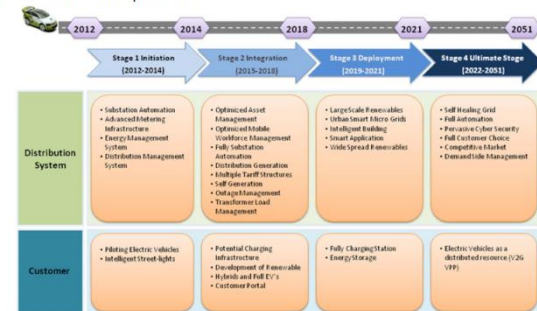 2012 2014 2018 2021 2051
Stage 1 Initiation
(2012-2014)
Stage 2 Integration
(2015-2018)
Stage 3 Deployment
(2019-2021)
Stage 4 Ultimate Stage
(2022-2051)
Distribution
System
• Substation Automation
• Advanced Metering
Infrastructure
• Energy Management
System
• Distribution Management
System
• Optimized Asset
Management
• Optimized Mobile
Workforce Management
• Fully Substation
Automation
• Distribution Generation
• Multiple Tariff Structures
• Self Generation
• Outage Management
• Transformer Load
Management
• Large Scale Renewables
• Urban Smart Micro Grids
• Intelligent Building
• Smart Application
• Wide Spread Renewables
• Self Healing Grid
• Full Automation
• Pervasive Cyber Security
• Full Customer Choice
• Competitive Market
• Demand Side Management
Customer
• Piloting Electric Vehicles
• Intelligent Street-lights
• Potential Charging
Infrastructure
• Development of Renewable
• Hybrids and Full EV's
• Customer Portal
• Fully Charging Station
• Energy Storage
• Electric Vehicles as a
distributed resource (V2G
VPP)